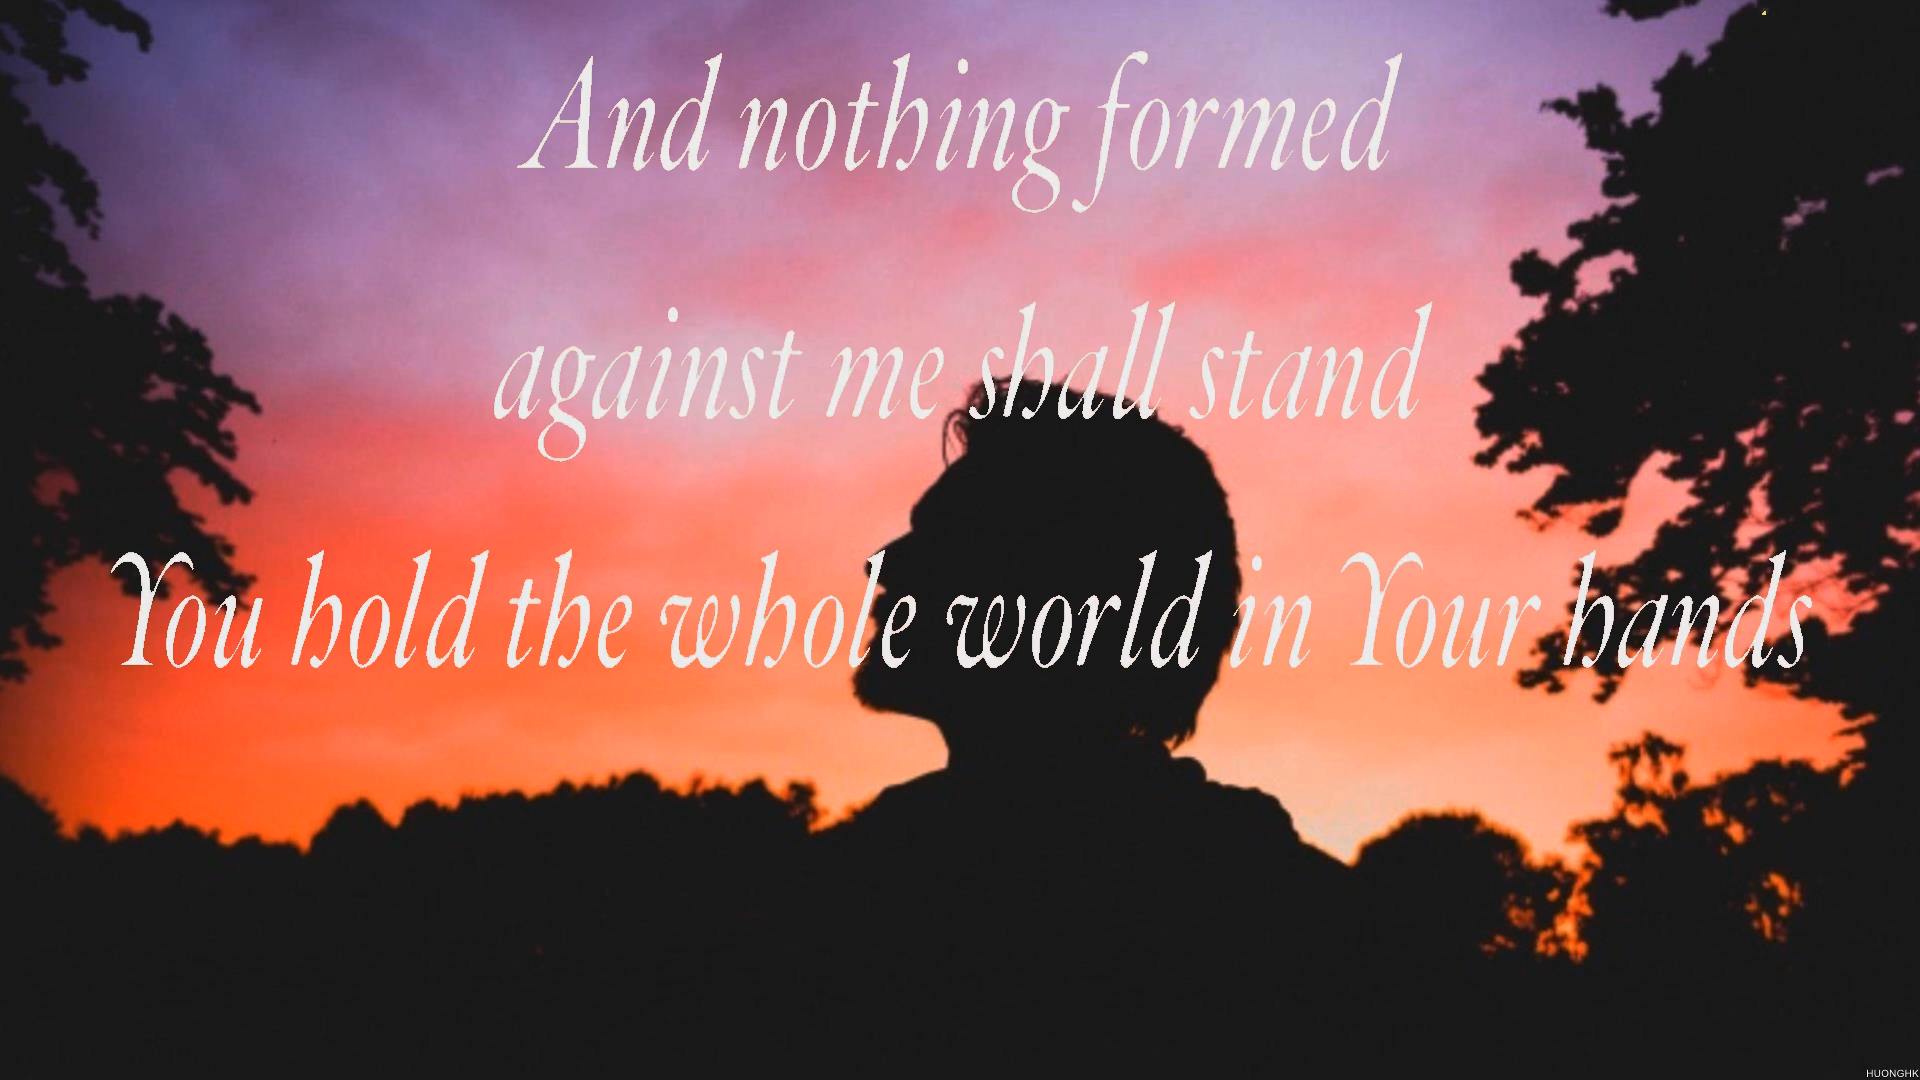 And nothing formed
against me shall stand
You hold the whole world in Your hands
HUONGHK